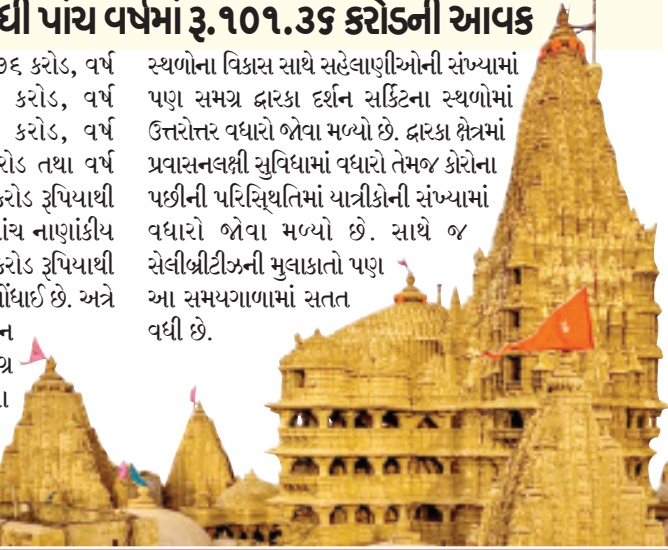 ધી પાંચ વર્ષમાં રૂ.૧૦૧.૩૬ કરોડની આવક
૭૬ કરોડ, વર્ષ
કરોડ, વર્ષ
કરોડ, વર્ષ
રોડ તથા વર્ષ
કરોડ રૂપિયાથી
પાંચ નાણાંકીય
કરોડ રૂપિયાથી
નોંધાઈ છે. અત્રે
ન
ગ્ર
સ્થળોના વિકાસ સાથે સહેલાણીઓની સંખ્યામાં
પણ સમગ્ર દ્વારકા દર્શન સર્કિટના સ્થળોમાં
ઉત્તરોત્તર વધારો જોવા મળ્યો છે. દ્વારકા ક્ષેત્રમાં
પ્રવાસનલક્ષી સુવિધામાં વધારો તેમજ કોરોના
પછીની પરિસ્થિતિમાં યાત્રીકોની સંખ્યામાં
વધારો જોવા મળ્યો છે. સાથે જ
સેલીબ્રીટીઝની મુલાકાતો પણ
આ સમયગાળામાં સતત
વધી છે.